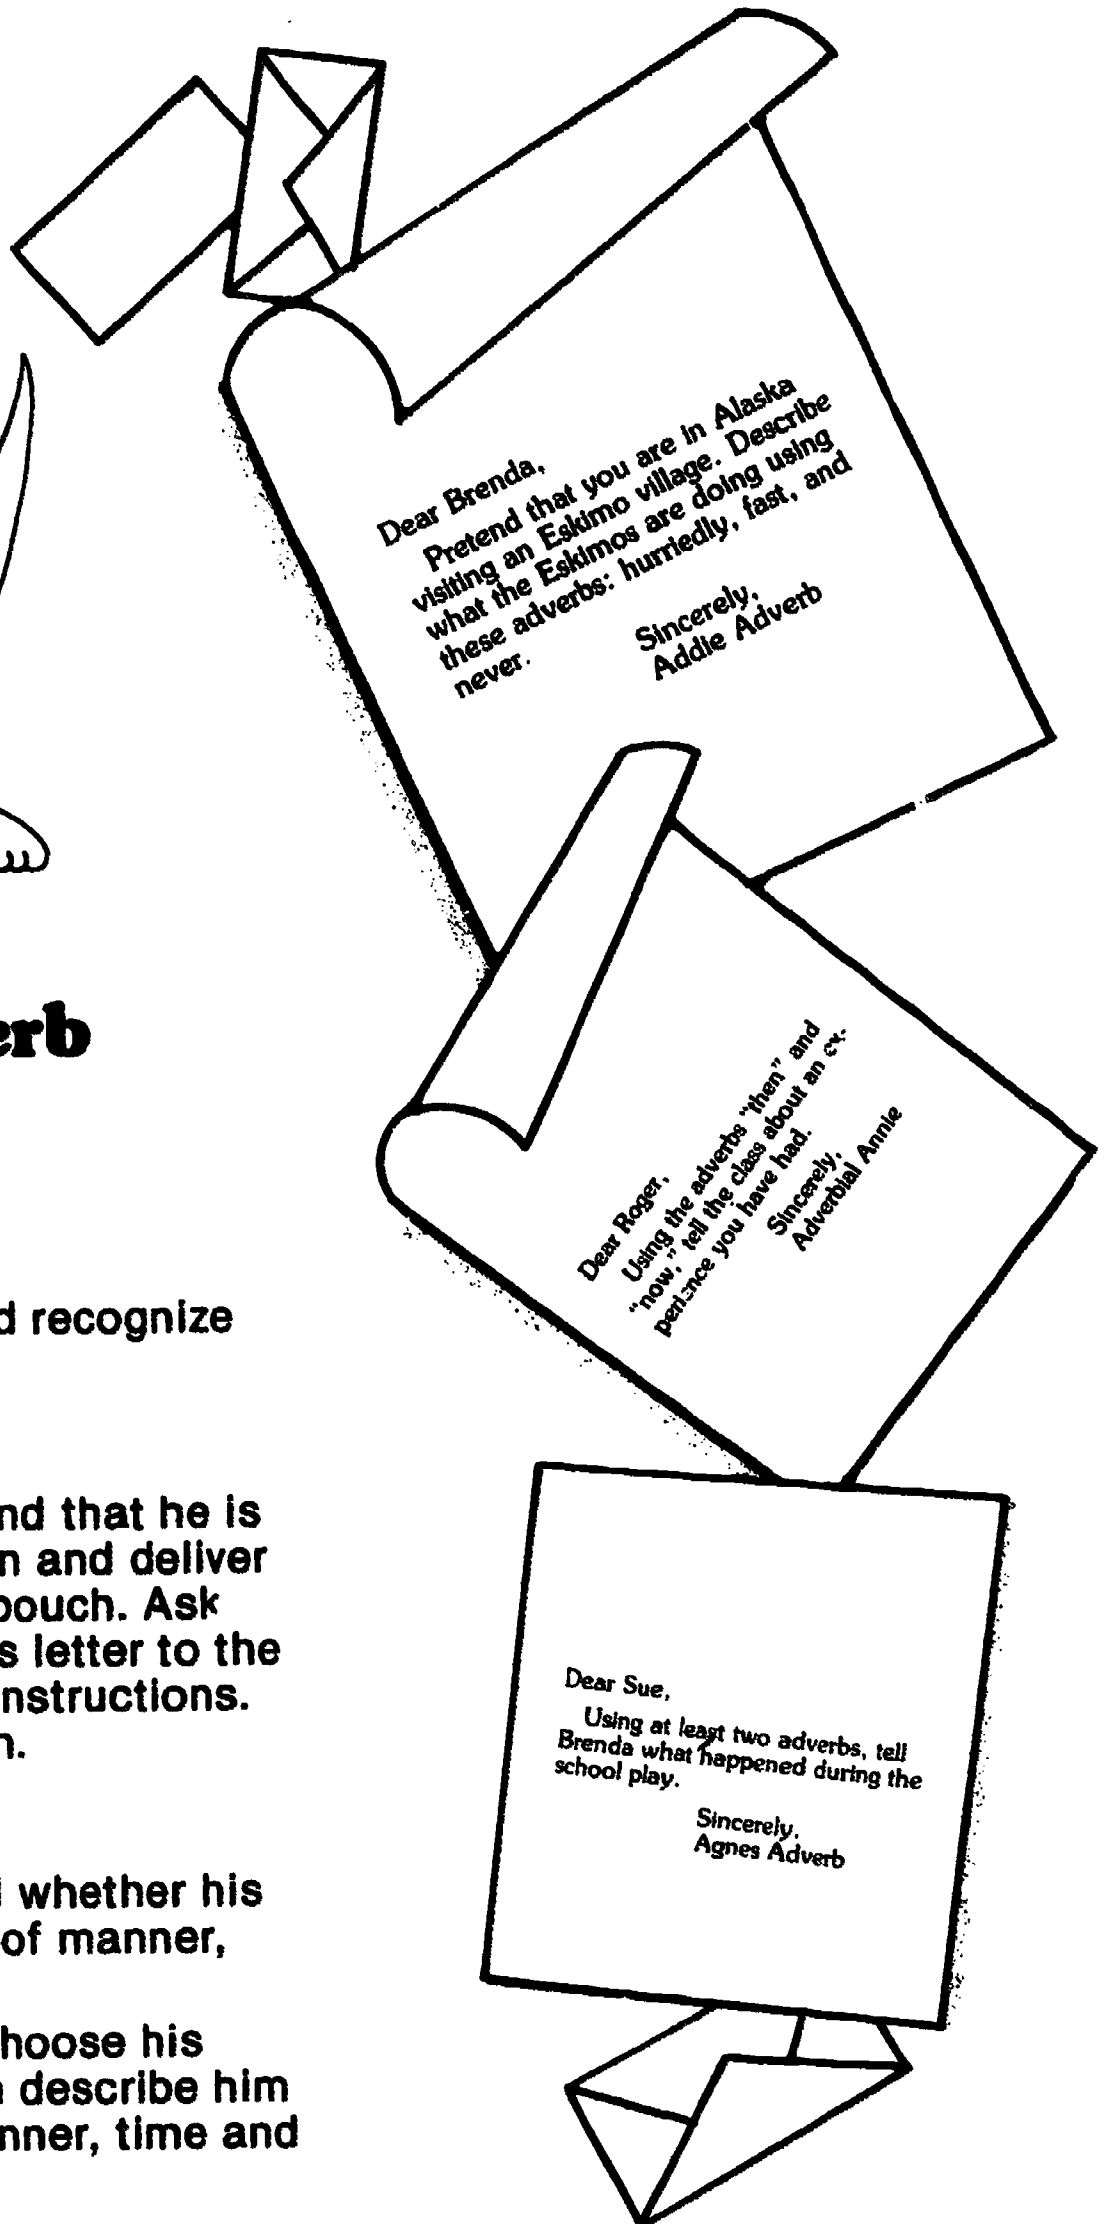 Dear Brenda,
Pretend that you are in Alaska
visiting an Eskimo village. Describe
what the Eskimos are doing using
these adverbs: hurriedly, fast, and
never.
Sincerely,
Addie Adverb
Dear Roger,
Using the adverbs "then" and
"now," tell the class about an ex-
perience you have had.
Sincerely,
Adverbial Annie
Dear Sue,
Using at least two adverbs, tell
Brenda what happened during the
school play.
Sincerely,
Agnes Adverb
erb
d recognize
nd that he is
n and deliver
pouch. Ask
s letter to the
nstructions.
n.
whether his
of manner,
hoose his
describe him
nner, time and